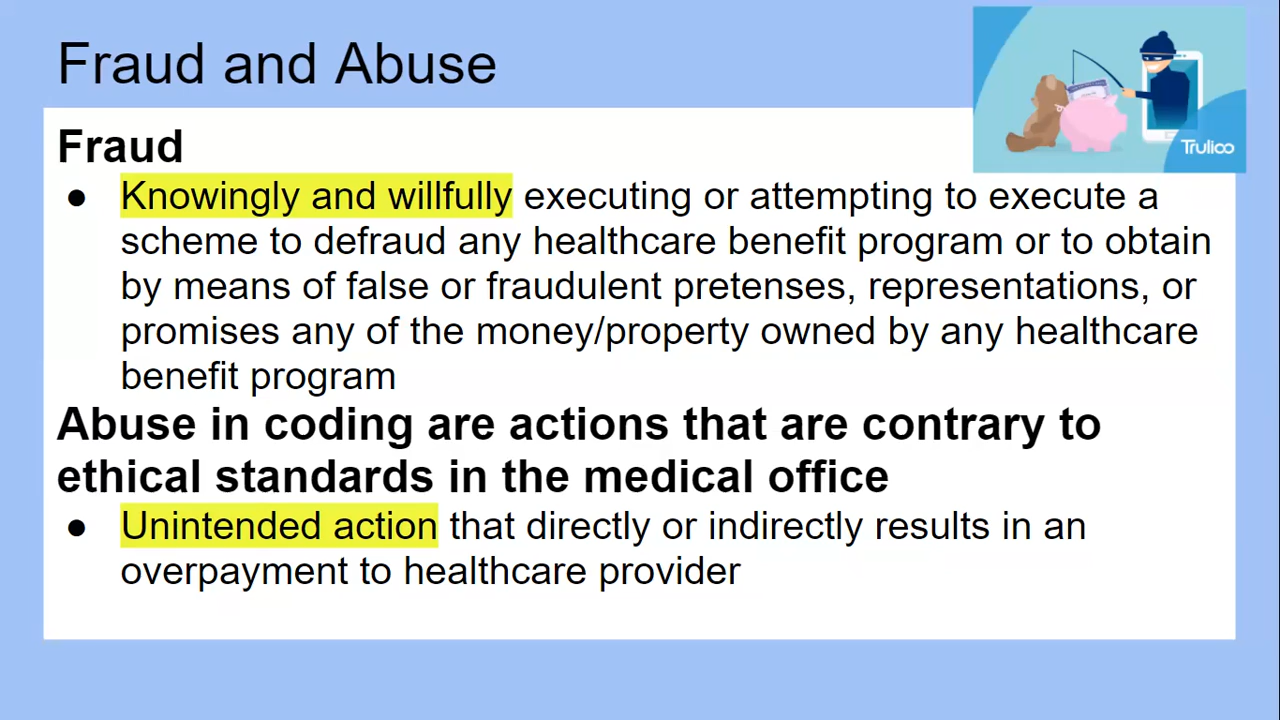 Fraud and Abuse
Trulioo
Fraud
● Knowingly and willfully executing or attempting to execute a
scheme to defraud any healthcare benefit program or to obtain
by means of false or fraudulent pretenses, representations, or
promises any of the money/property owned by any healthcare
benefit program
Abuse in coding are actions that are contrary to
ethical standards in the medical office
● Unintended action that directly or indirectly results in an
overpayment to healthcare provider